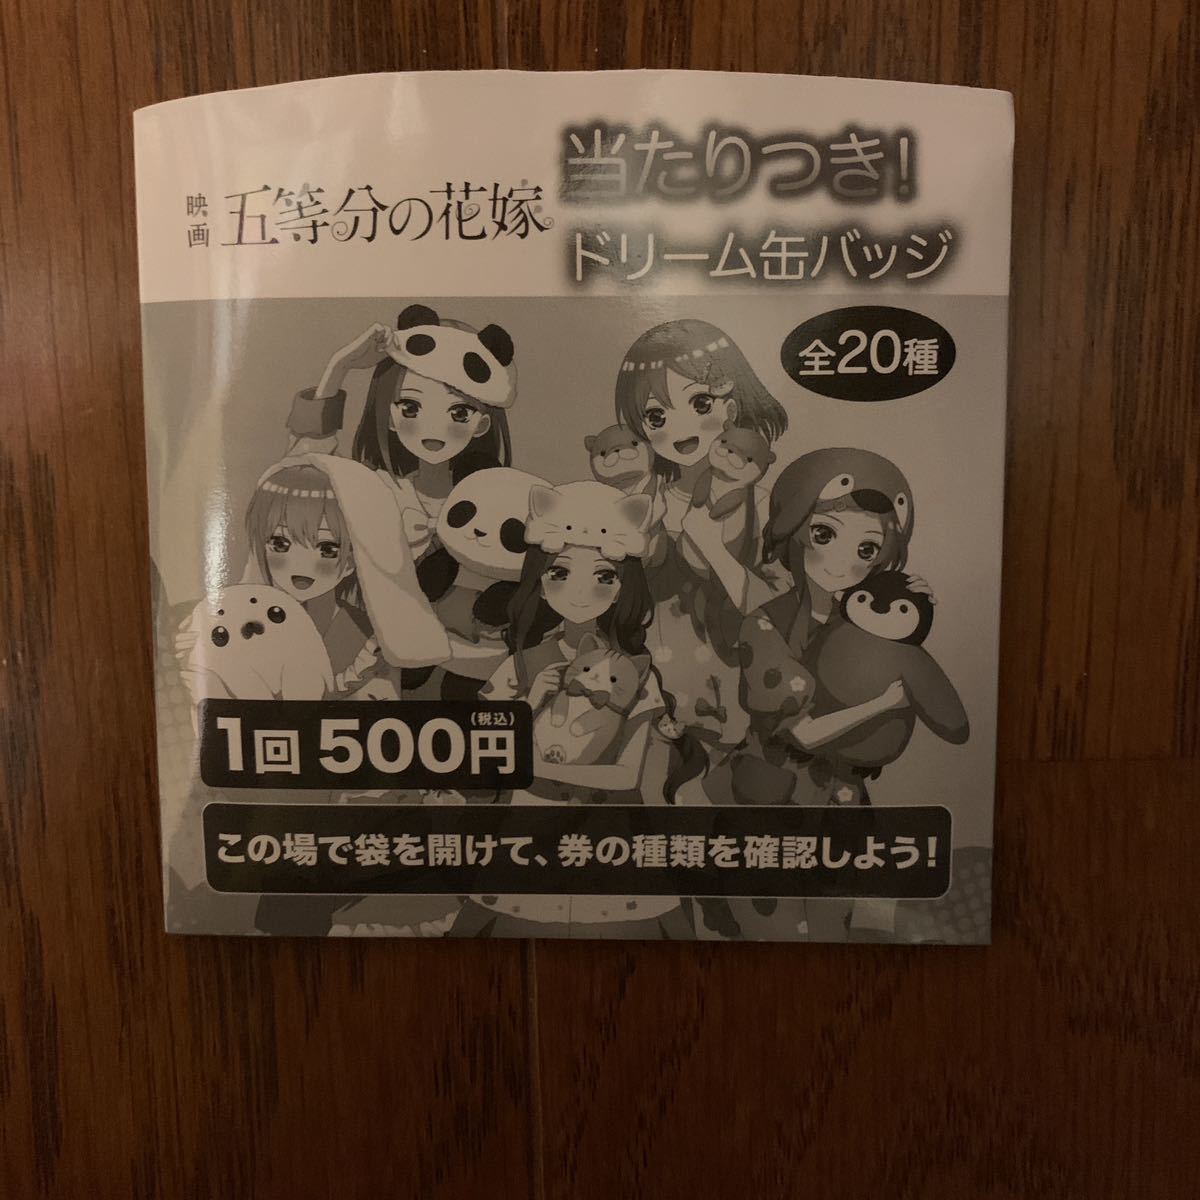 映画
五等分の花嫁
当たりつき!
ドリーム缶バッジ
全20種
1回 500円(税込)
この場で袋を開けて、券の種類を確認しよう!